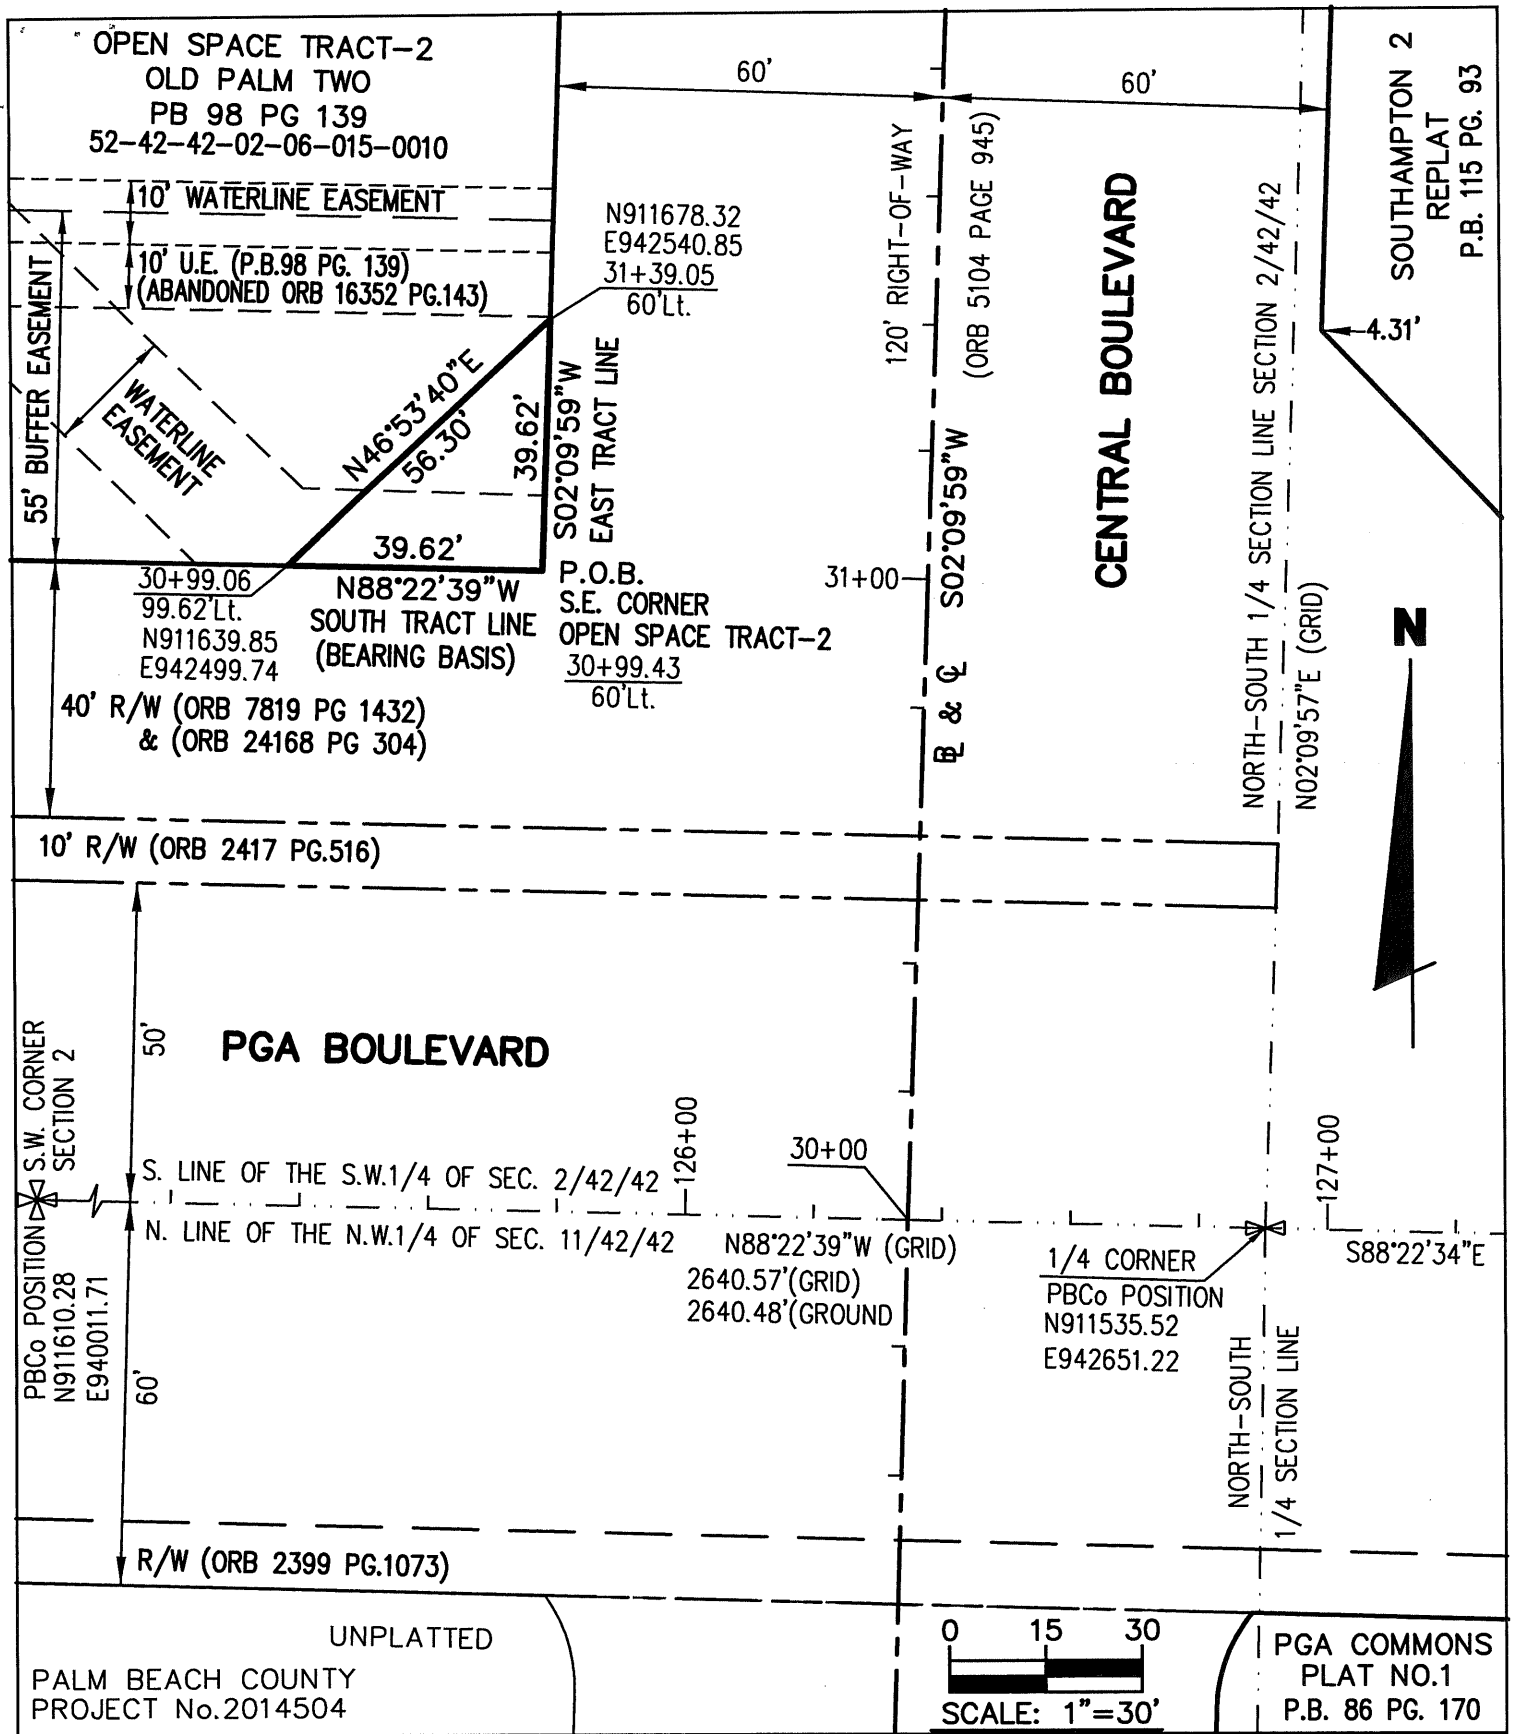 OPEN SPACE TRACT-2
OLD PALM TWO
PB 98 PG 139
52-42-42-02-06-015-0010
10' WATERLINE EASEMENT
10' U.E. (P.B.98 PG. 139)
(ABANDONED ORB 16352 PG.143)
55' BUFFER EASEMENT
WATERLINE
EASEMENT
N46°53'40"E
56.30'
39.62'
S02°09'59"W
EAST TRACT LINE
N911678.32
E942540.85
31+39.05
60'Lt.
60'
60'
120' RIGHT-OF-WAY
(ORB 5104 PAGE 945)
CENTRAL BOULEVARD
NORTH-SOUTH 1/4 SECTION LINE SECTION 2/42/42
N02°09'57"E (GRID)
SOUTHAMPTON 2
REPLAT
P.B. 115 PG. 93
4.31'
39.62'
N88°22'39"W
SOUTH TRACT LINE
(BEARING BASIS)
30+99.06
99.62'Lt.
N911639.85
E942499.74
P.O.B.
S.E. CORNER
OPEN SPACE TRACT-2
30+99.43
60'Lt.
31+00
BL & CL S02°09'59"W
N
40' R/W (ORB 7819 PG 1432)
& (ORB 24168 PG 304)
10' R/W (ORB 2417 PG.516)
50'
PGA BOULEVARD
S.W. CORNER
SECTION 2
PBCo POSITION
N911610.28
E940011.71
126+00
30+00
127+00
S. LINE OF THE S.W.1/4 OF SEC. 2/42/42
N. LINE OF THE N.W.1/4 OF SEC. 11/42/42
N88°22'39"W (GRID)
2640.57'(GRID)
2640.48'(GROUND
1/4 CORNER
PBCo POSITION
N911535.52
E942651.22
S88°22'34"E
NORTH-SOUTH
1/4 SECTION LINE
60'
R/W (ORB 2399 PG.1073)
UNPLATTED
PALM BEACH COUNTY
PROJECT No.2014504
0 15 30
SCALE: 1"=30'
PGA COMMONS
PLAT NO.1
P.B. 86 PG. 170